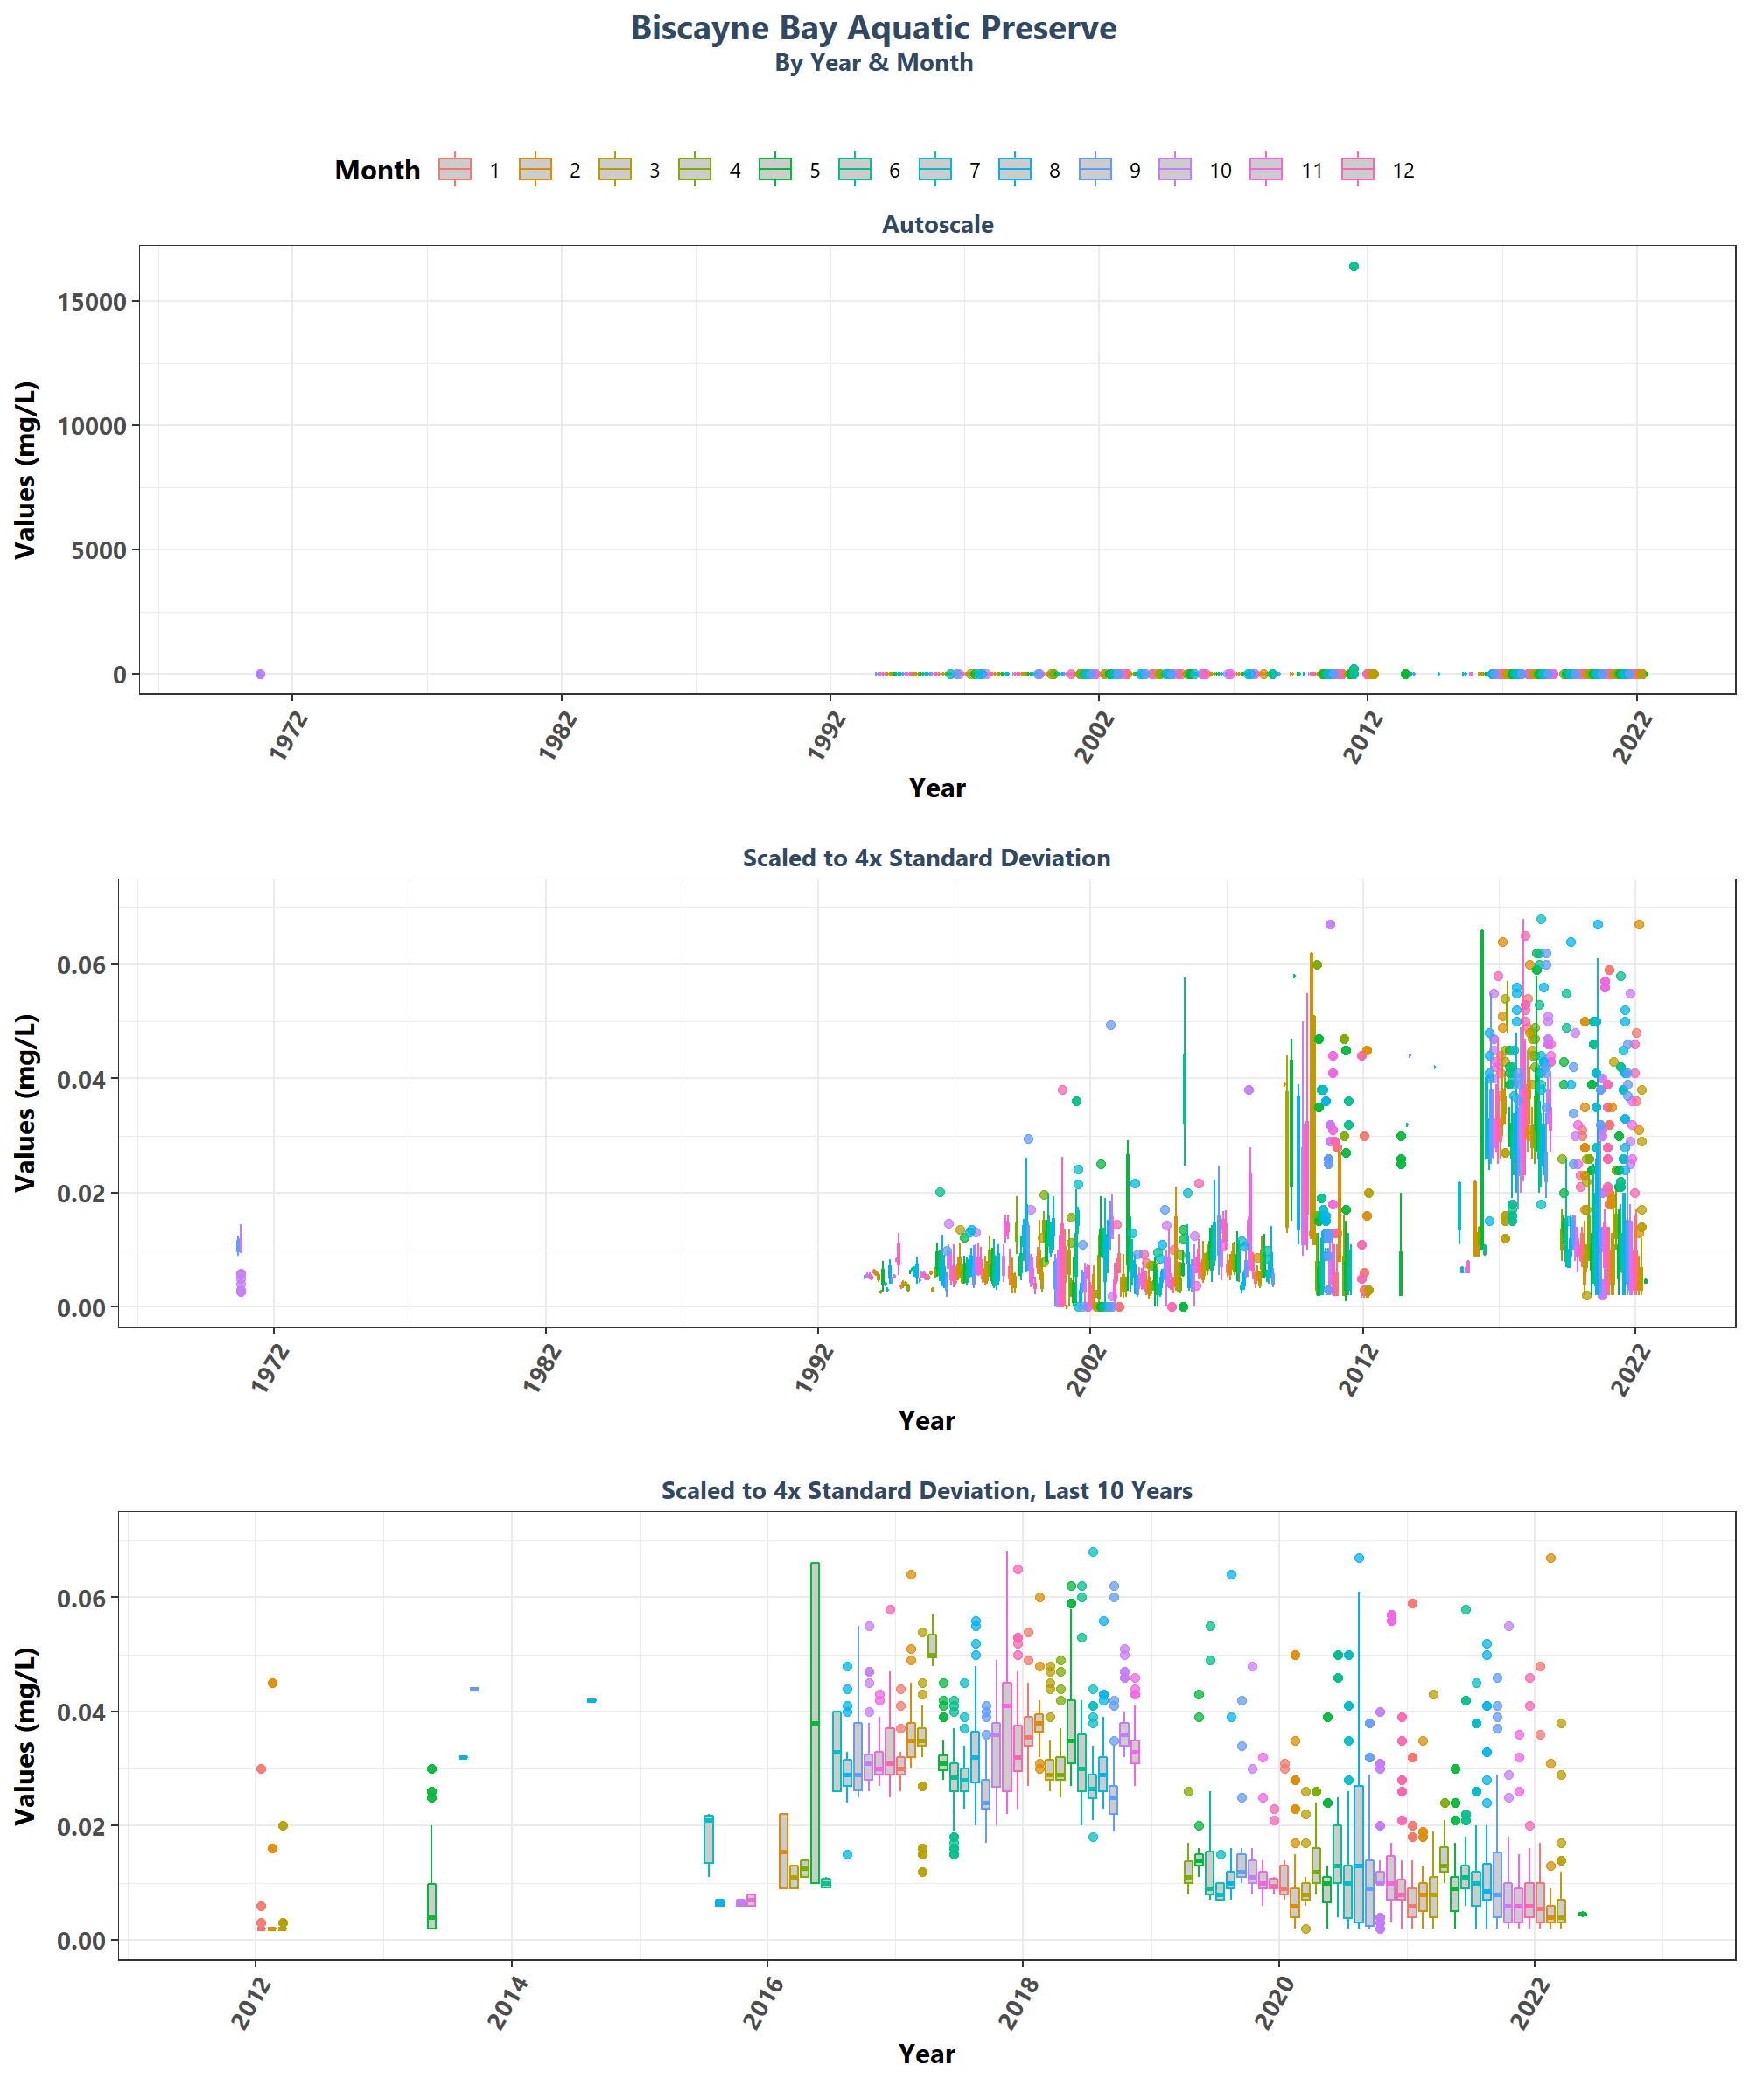 Biscayne Bay Aquatic Preserve
By Year & Month
Month 1 2 3 4 5 6 7 8 9 10 11 12
Autoscale
Values (mg/L)
15000
10000
5000
0
1972 1982 1992 2002 2012 2022
Year
Scaled to 4x Standard Deviation
Values (mg/L)
0.06
0.04
0.02
0.00
1972 1982 1992 2002 2012 2022
Year
Scaled to 4x Standard Deviation, Last 10 Years
Values (mg/L)
0.06
0.04
0.02
0.00
2012 2014 2016 2018 2020 2022
Year